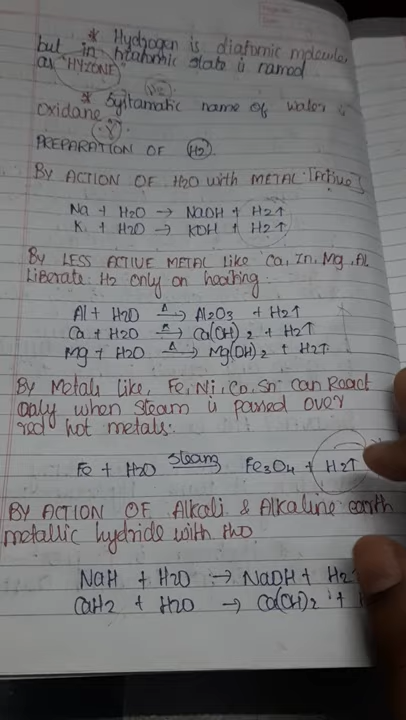 * Hydrogen is diatomic molecules
but in triatomic state is named
as "HYZONE"
(H2)
* Systamatic name of water is
Oxidane
PREPARATION OF (H2)
By ACTION OF H2O with METAL [Active]
Na + H2O → NaOH + H2↑
K + H2O → KOH + H2↑
By LESS ACTIVE METAL like Ca, Zn, Mg, Al
Liberate H2 only on heating.
Al + H2O Δ→ Al2O3 + H2↑
Ca + H2O Δ→ Ca(OH)2 + H2↑
Mg + H2O Δ→ Mg(OH)2 + H2↑
By Metals like, Fe, Ni, Co, Sn can React
Only when steam is passed over
red hot metals.
Fe + H2O steam→ Fe3O4 + H2↑
By ACTION OF Alkali & Alkaline earth
metallic hydride with H2O.
NaH + H2O → NaOH + H2↑
CaH2 + H2O → Ca(OH)2 +